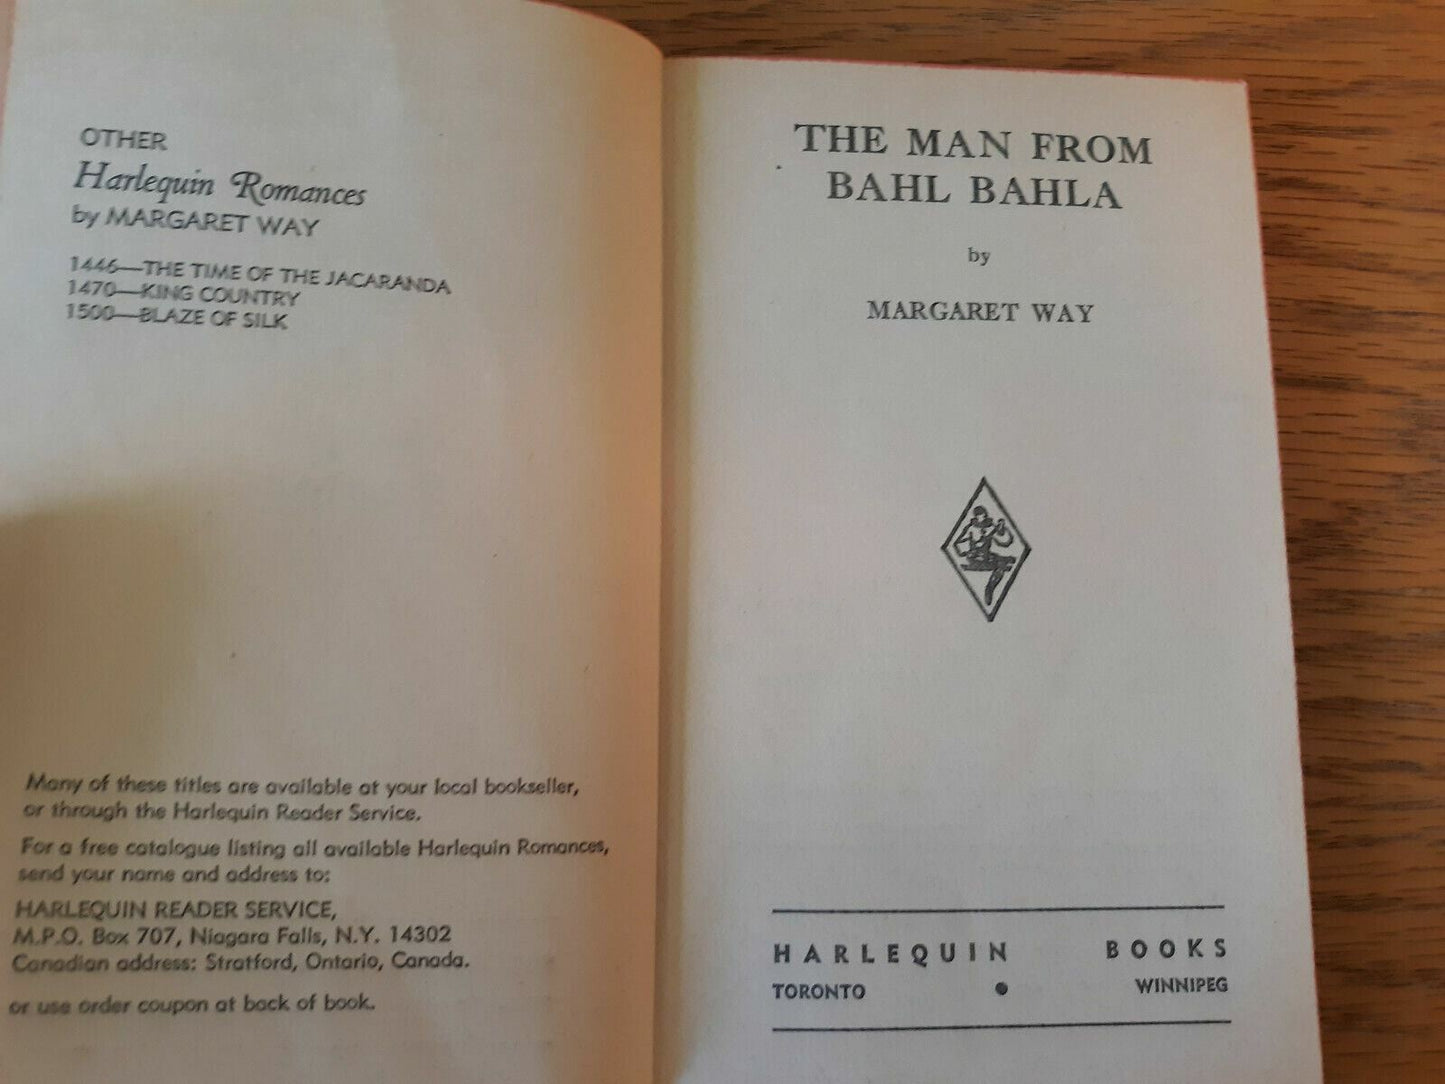 OTHER
Harlequin Romances
by MARGARET WAY
1446—THE TIME OF THE JACARANDA
1470—KING COUNTRY
1500—BLAZE OF SILK
Many of these titles are available at your local bookseller,
or through the Harlequin Reader Service.
For a free catalogue listing all available Harlequin Romances,
send your name and address to:
HARLEQUIN READER SERVICE,
M.P.O. Box 707, Niagara Falls, N.Y. 14302
Canadian address: Stratford, Ontario, Canada.
or use order coupon at back of book.
THE MAN FROM
BAHL BAHLA
by
MARGARET WAY
HARLEQUIN BOOKS
TORONTO • WINNIPEG